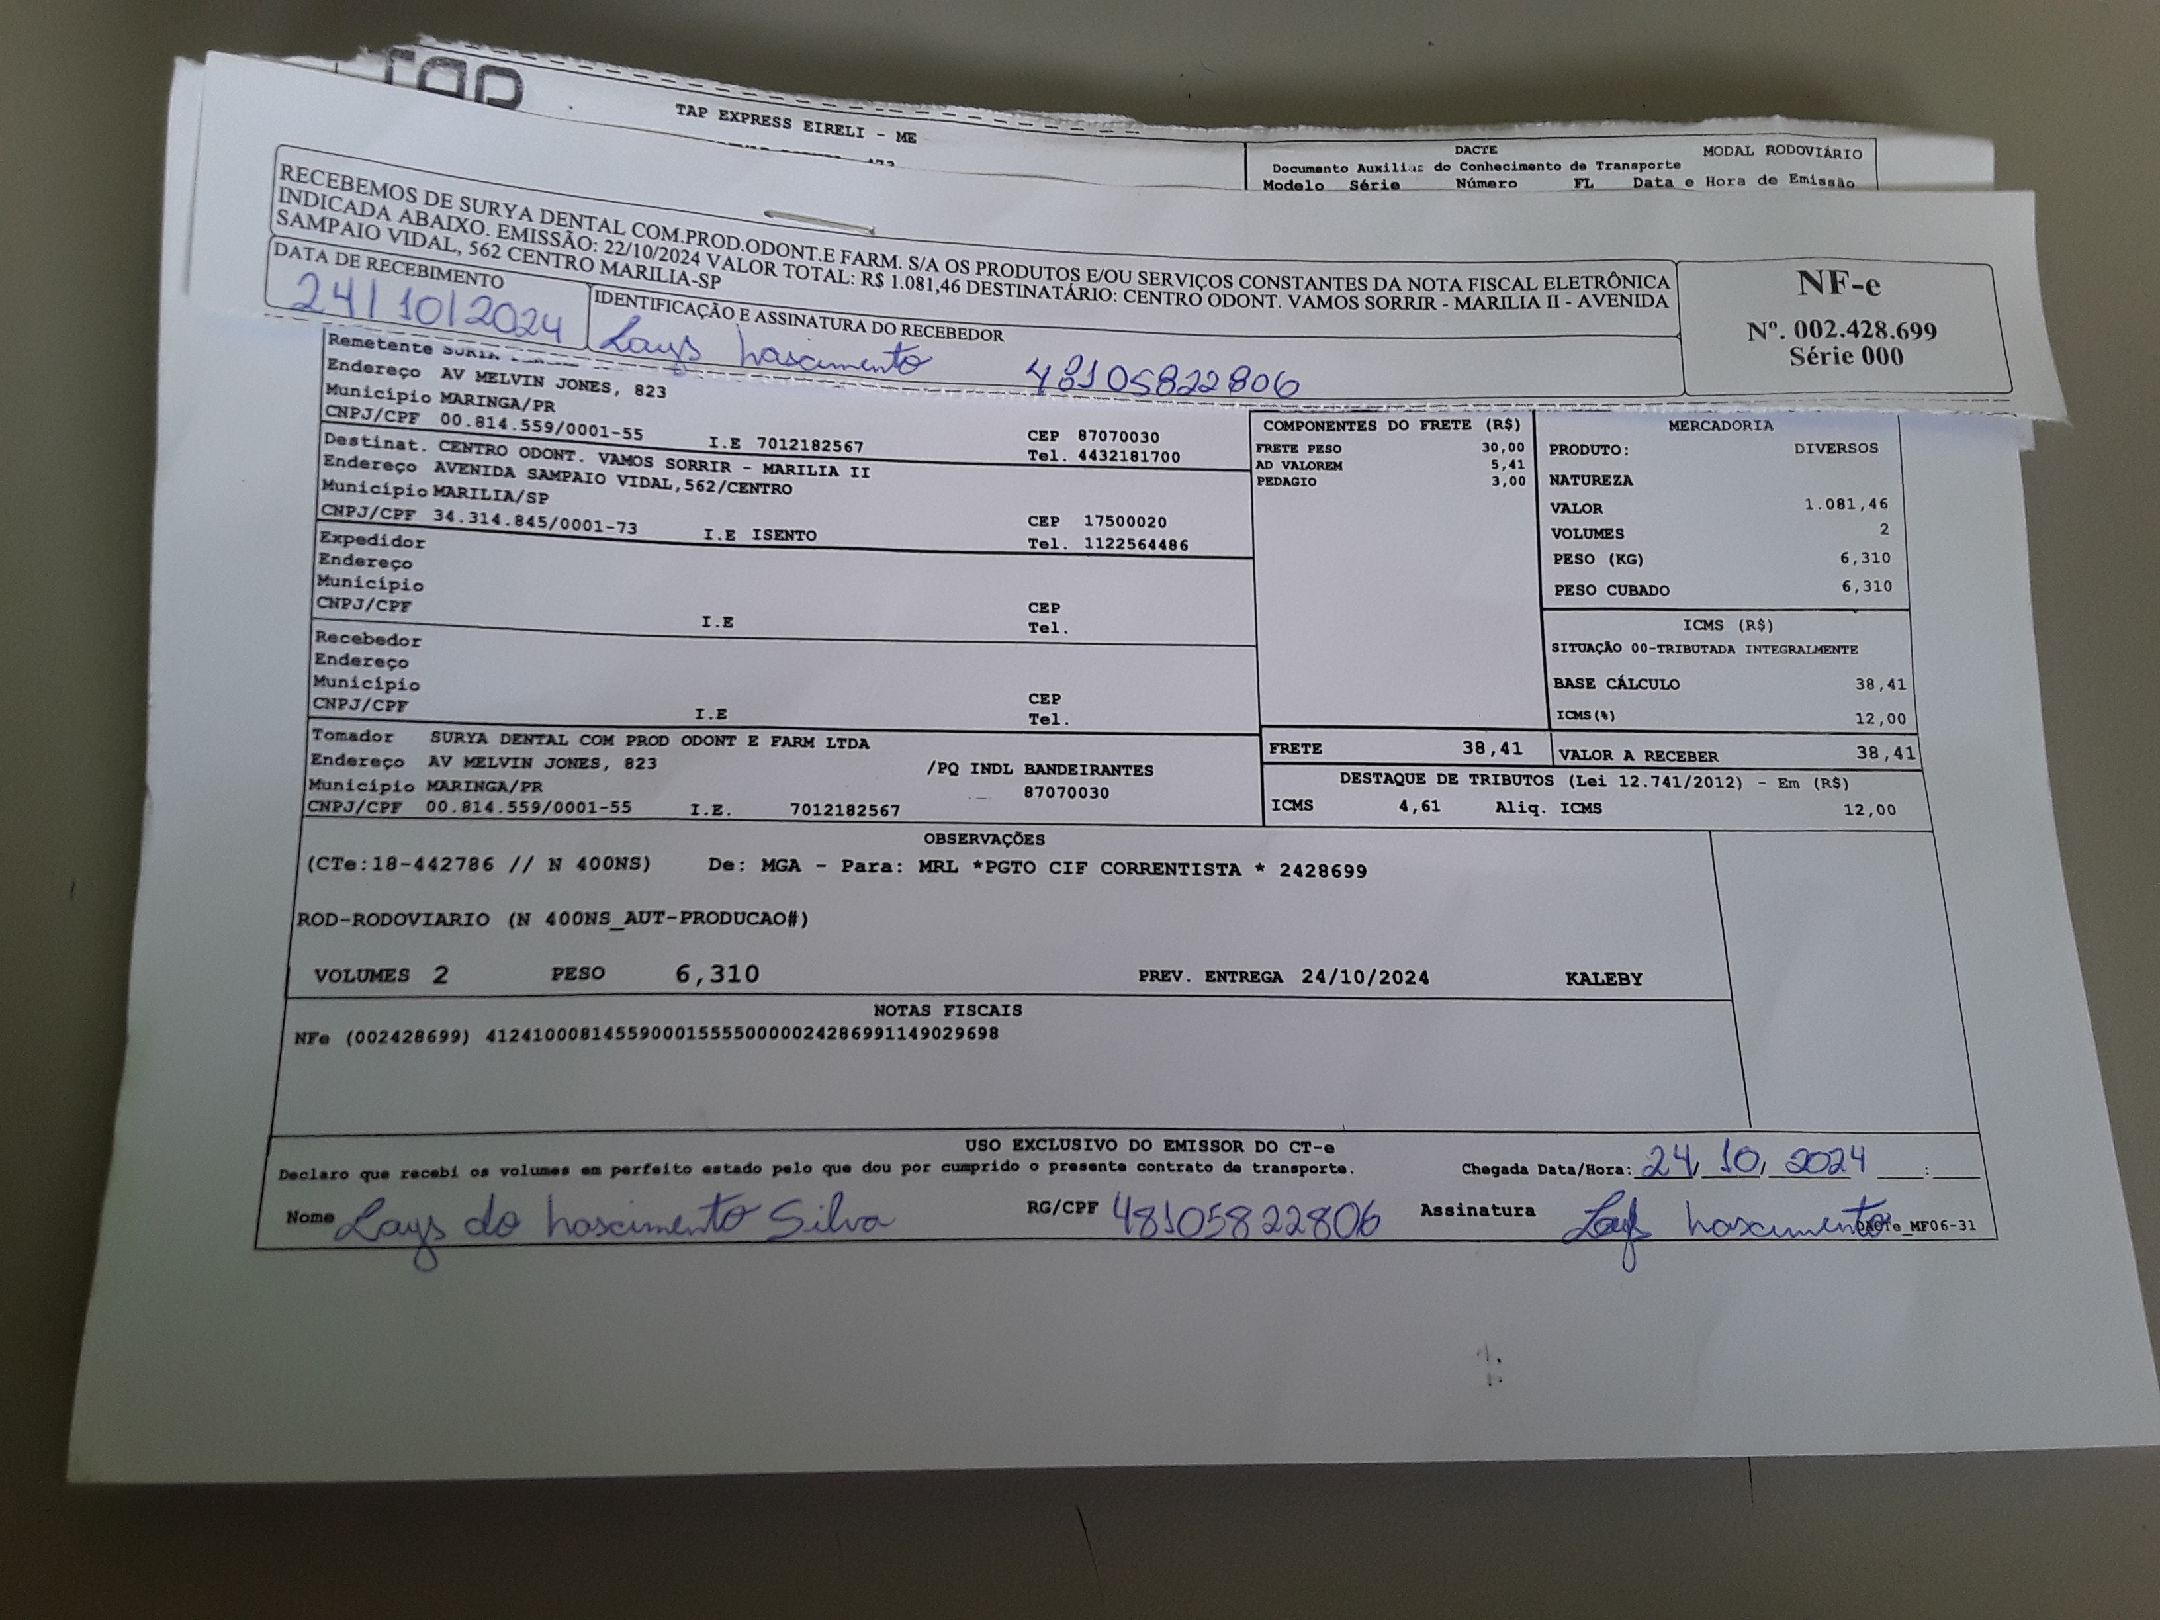 TAP
TAP EXPRESS EIRELI - ME
DACTE MODAL RODOVIÁRIO
Documento Auxiliar do Conhecimento de Transporte
Modelo Série Número FL Data e Hora de Emissão
RECEBEMOS DE SURYA DENTAL COM.PROD.ODONT.E FARM. S/A OS PRODUTOS E/OU SERVIÇOS CONSTANTES DA NOTA FISCAL ELETRÔNICA
INDICADA ABAIXO. EMISSÃO: 22/10/2024 VALOR TOTAL: R$ 1.081,46 DESTINATÁRIO: CENTRO ODONT. VAMOS SORRIR - MARILIA II - AVENIDA
SAMPAIO VIDAL, 562 CENTRO MARILIA-SP
NF-e
Nº. 002.428.699
Série 000
DATA DE RECEBIMENTO
24/10/2024
IDENTIFICAÇÃO E ASSINATURA DO RECEBEDOR
Lays Nascimento 48105822806
Remetente
Endereço AV MELVIN JONES, 823
Município MARINGA/PR CEP 87070030
CNPJ/CPF 00.814.559/0001-55 I.E 7012182567 Tel. 4432181700
Destinat. CENTRO ODONT. VAMOS SORRIR - MARILIA II
Endereço AVENIDA SAMPAIO VIDAL,562/CENTRO
Município MARILIA/SP CEP 17500020
CNPJ/CPF 34.314.845/0001-73 I.E ISENTO Tel. 1122564486
Expedidor
Endereço
Município CEP
CNPJ/CPF I.E Tel.
Recebedor
Endereço
Município CEP
CNPJ/CPF I.E Tel.
Tomador SURYA DENTAL COM PROD ODONT E FARM LTDA
Endereço AV MELVIN JONES, 823 /PQ INDL BANDEIRANTES
Município MARINGA/PR 87070030
CNPJ/CPF 00.814.559/0001-55 I.E. 7012182567
COMPONENTES DO FRETE (R$)
FRETE PESO 30,00
AD VALOREM 5,41
PEDAGIO 3,00
MERCADORIA
PRODUTO: DIVERSOS
NATUREZA
VALOR 1.081,46
VOLUMES 2
PESO (KG) 6,310
PESO CUBADO 6,310
ICMS (R$)
SITUAÇÃO 00-TRIBUTADA INTEGRALMENTE
BASE CÁLCULO 38,41
ICMS(%) 12,00
FRETE 38,41 VALOR A RECEBER 38,41
DESTAQUE DE TRIBUTOS (Lei 12.741/2012) - Em (R$)
ICMS 4,61 Aliq. ICMS 12,00
OBSERVAÇÕES
(CTe:18-442786 // N 400NS) De: MGA - Para: MRL *PGTO CIF CORRENTISTA * 2428699
ROD-RODOVIARIO (N 400NS_AUT-PRODUCAO#)
VOLUMES 2 PESO 6,310 PREV. ENTREGA 24/10/2024 KALEBY
NOTAS FISCAIS
NFe (002428699) 41241000814559000155550000024286991149029698
USO EXCLUSIVO DO EMISSOR DO CT-e
Declaro que recebi os volumes em perfeito estado pelo que dou por cumprido o presente contrato de transporte. Chegada Data/Hora: 24/10/2024 :
Nome Lays do Nascimento Silva RG/CPF 48105822806 Assinatura Lays Nascimento
DACTe_MF06-31